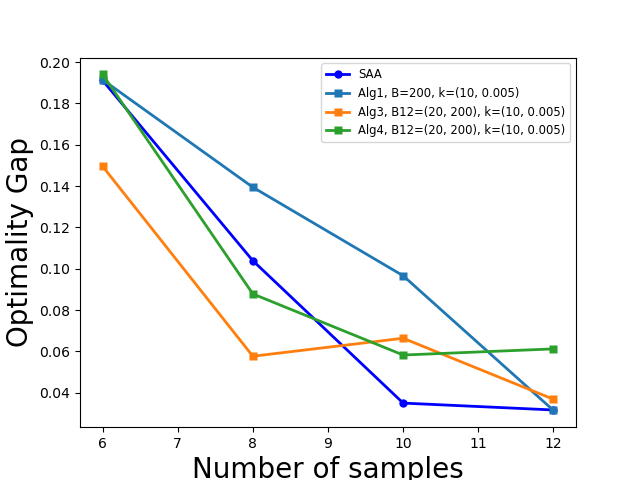 0.20
0.18
0.16
0.14
0.12
0.10
0.08
0.06
0.04
Optimality Gap
SAA
Alg1, B=200, k=(10, 0.005)
Alg3, B12=(20, 200), k=(10, 0.005)
Alg4, B12=(20, 200), k=(10, 0.005)
6 7 8 9 10 11 12
Number of samples